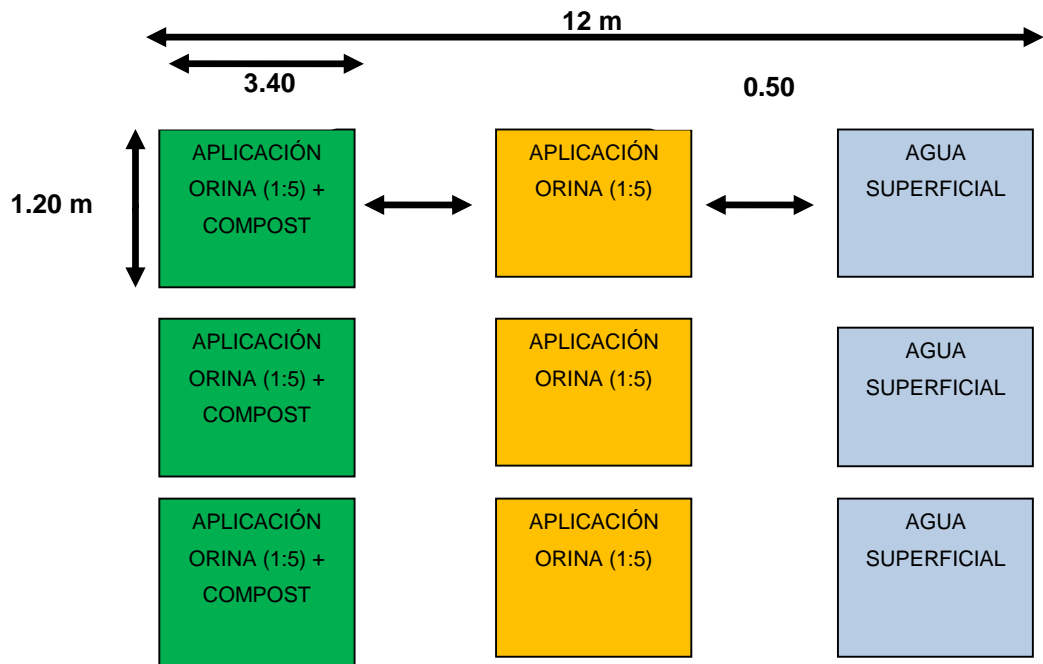 12 m
3.40
0.50
1.20 m
APLICACIÓN
ORINA (1:5) +
COMPOST
APLICACIÓN
ORINA (1:5)
AGUA
SUPERFICIAL
APLICACIÓN
ORINA (1:5) +
COMPOST
APLICACIÓN
ORINA (1:5)
AGUA
SUPERFICIAL
APLICACIÓN
ORINA (1:5) +
COMPOST
APLICACIÓN
ORINA (1:5)
AGUA
SUPERFICIAL